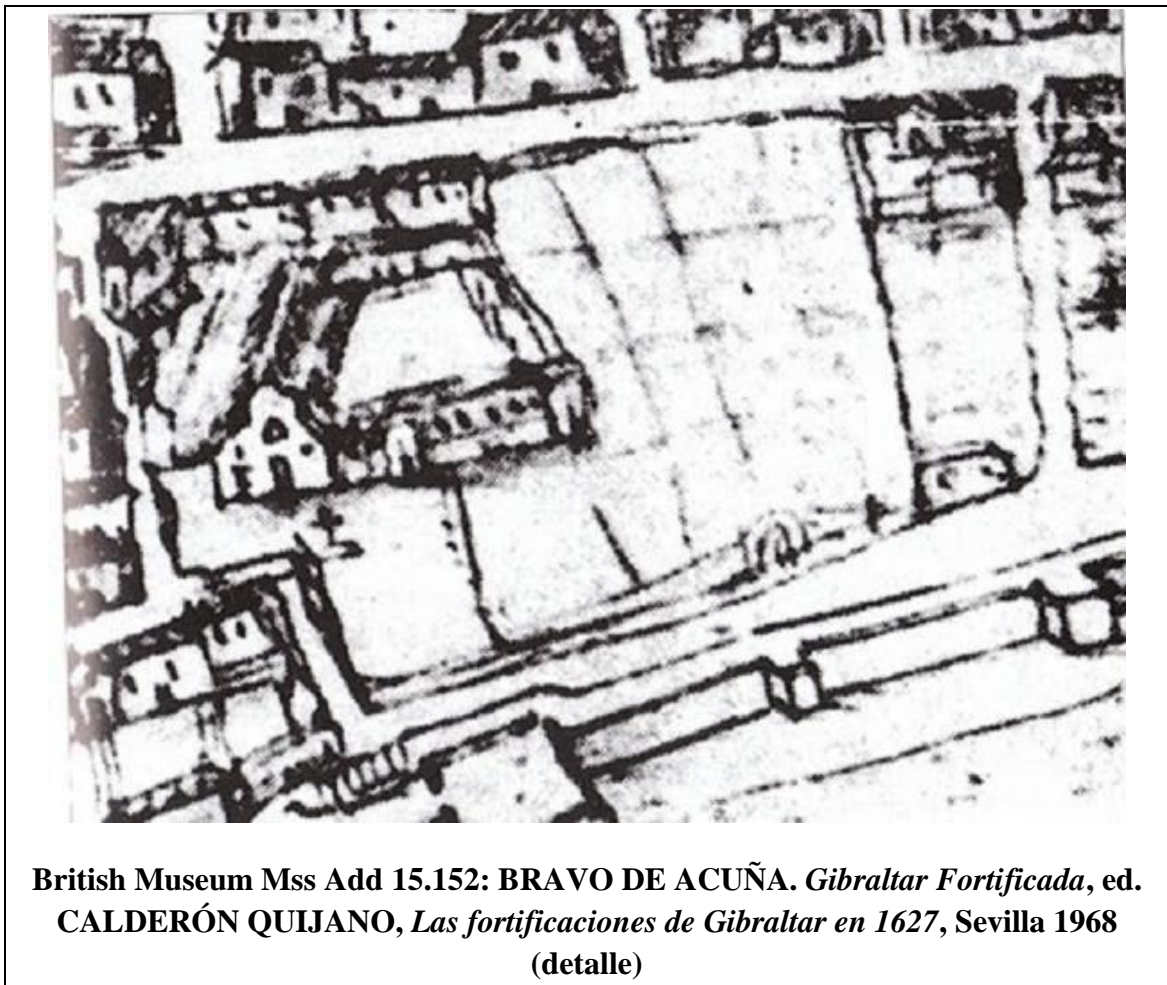 British Museum Mss Add 15.152: BRAVO DE ACUÑA. Gibraltar Fortificada, ed.
CALDERÓN QUIJANO, Las fortificaciones de Gibraltar en 1627, Sevilla 1968
(detalle)